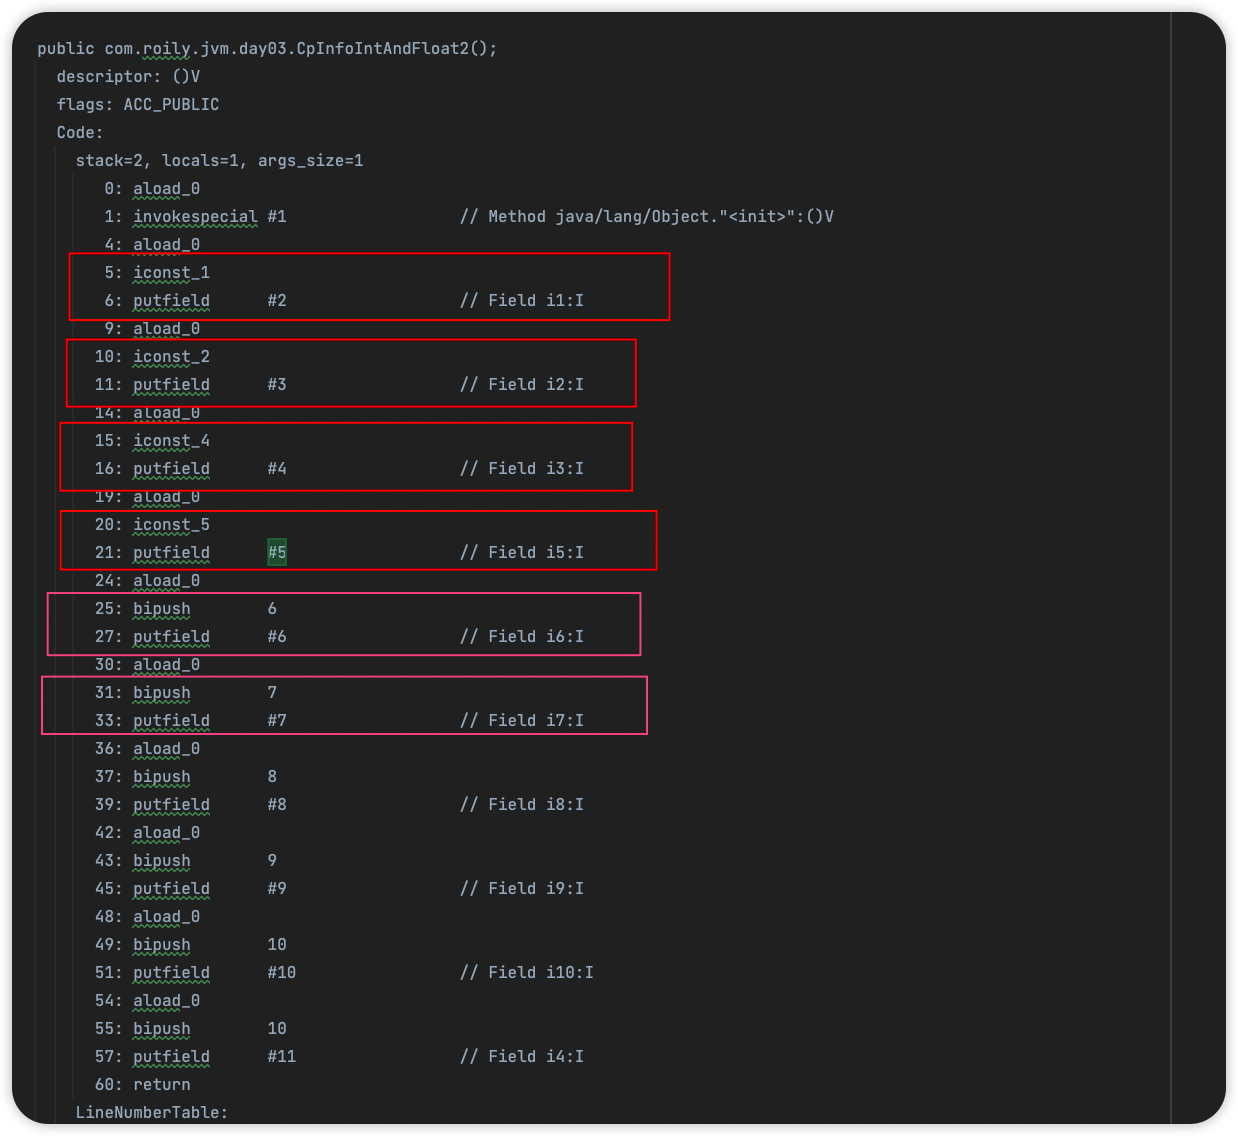 public com.roily.jvm.day03.CpInfoIntAndFloat2();
descriptor: ()V
flags: ACC_PUBLIC
Code:
stack=2, locals=1, args_size=1
0: aload_0
1: invokespecial #1 // Method java/lang/Object."<init>":()V
4: aload_0
5: iconst_1
6: putfield #2 // Field i1:I
9: aload_0
10: iconst_2
11: putfield #3 // Field i2:I
14: aload_0
15: iconst_4
16: putfield #4 // Field i3:I
19: aload_0
20: iconst_5
21: putfield #5 // Field i5:I
24: aload_0
25: bipush 6
27: putfield #6 // Field i6:I
30: aload_0
31: bipush 7
33: putfield #7 // Field i7:I
36: aload_0
37: bipush 8
39: putfield #8 // Field i8:I
42: aload_0
43: bipush 9
45: putfield #9 // Field i9:I
48: aload_0
49: bipush 10
51: putfield #10 // Field i10:I
54: aload_0
55: bipush 10
57: putfield #11 // Field i4:I
60: return
LineNumberTable: